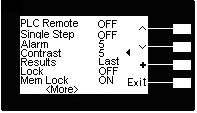 PLC Remote OFF
Single Step OFF
Alarm 5
Contrast 5
Results Last
Lock OFF
Mem Lock ON Exit
<More>